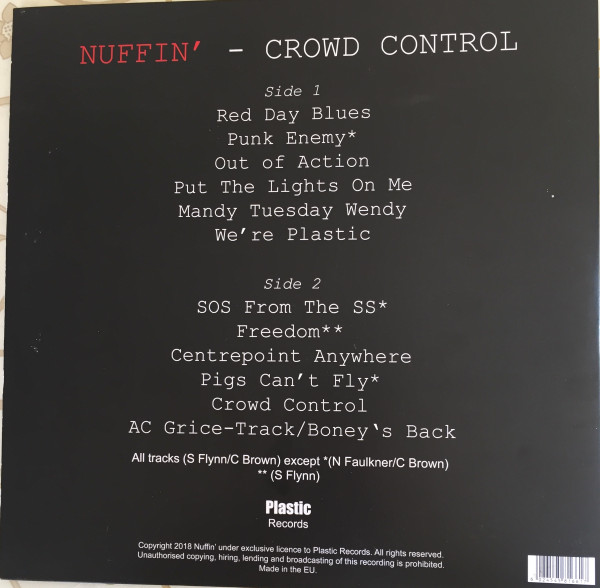 NUFFIN' - CROWD CONTROL
Side 1
Red Day Blues
Punk Enemy*
Out of Action
Put The Lights On Me
Mandy Tuesday Wendy
We're Plastic
Side 2
SOS From The SS*
Freedom**
Centrepoint Anywhere
Pigs Can't Fly*
Crowd Control
AC Grice-Track/Boney‘s Back
All tracks (S Flynn/C Brown) except *(N Faulkner/C Brown)
** (S Flynn)
Plastic
Records
Copyright 2018 Nuffin' under exclusive licence to Plastic Records. All rights reserved.
Unauthorised copying, hiring, lending and broadcasting of this recording is prohibited.
Made in the EU.